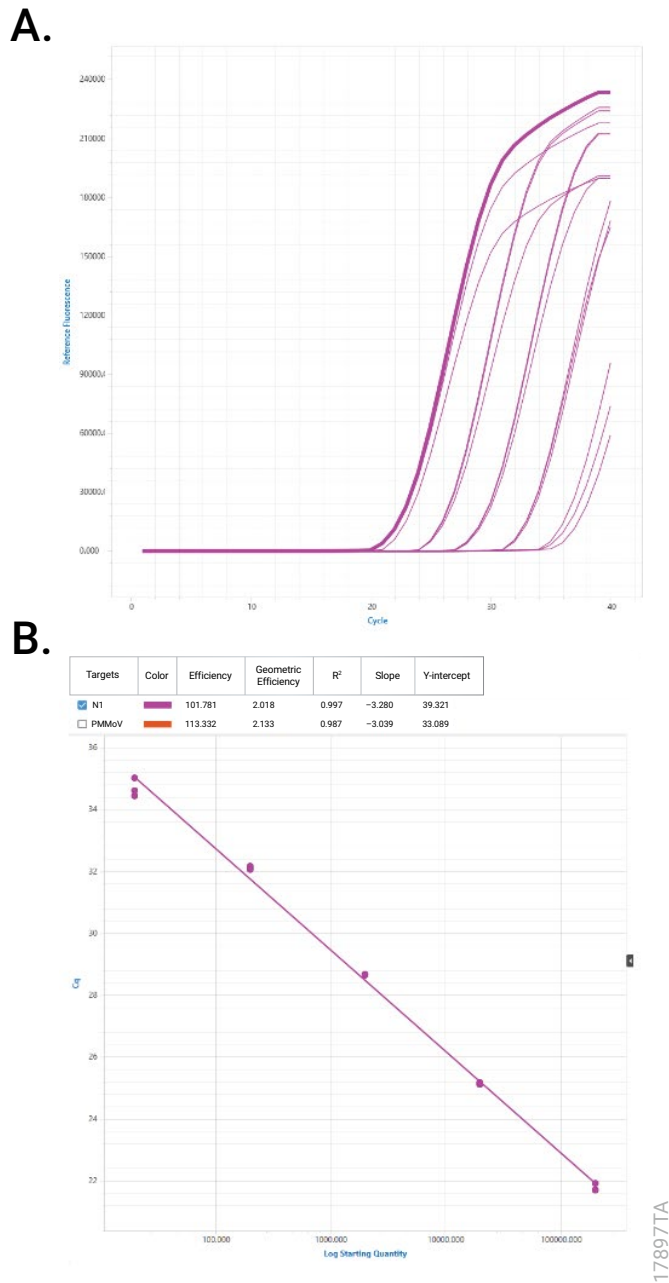 A.
240000
210000
180000
150000
120000
90000.(
60000.(
30000.(
0.000
Reference Fluorescence
0 10 20 30 40
Cycle
B.
Targets Color Efficiency Geometric Efficiency R² Slope Y-intercept
N1 101.781 2.018 0.997 −3.280 39.321
PMMoV 113.332 2.133 0.987 −3.039 33.089
36
34
32
30
28
26
24
22
Cq
100.000 1000.000 10000.000 100000.000
Log Starting Quantity
17897TA